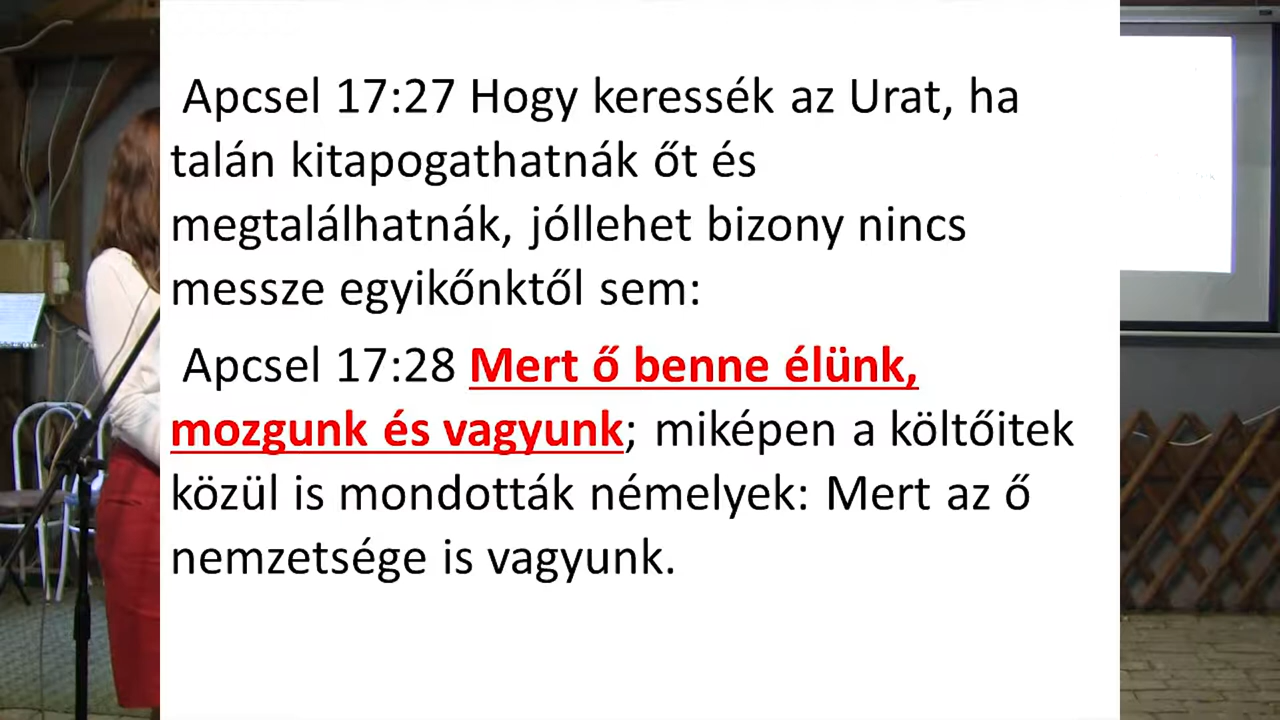 Apcsel 17:27 Hogy keressék az Urat, ha
talán kitapogathatnák őt és
megtalálhatnák, jóllehet bizony nincs
messze egyikőnktől sem:
Apcsel 17:28 Mert ő benne élünk,
mozgunk és vagyunk; miképen a költőitek
közül is mondották némelyek: Mert az ő
nemzetsége is vagyunk.